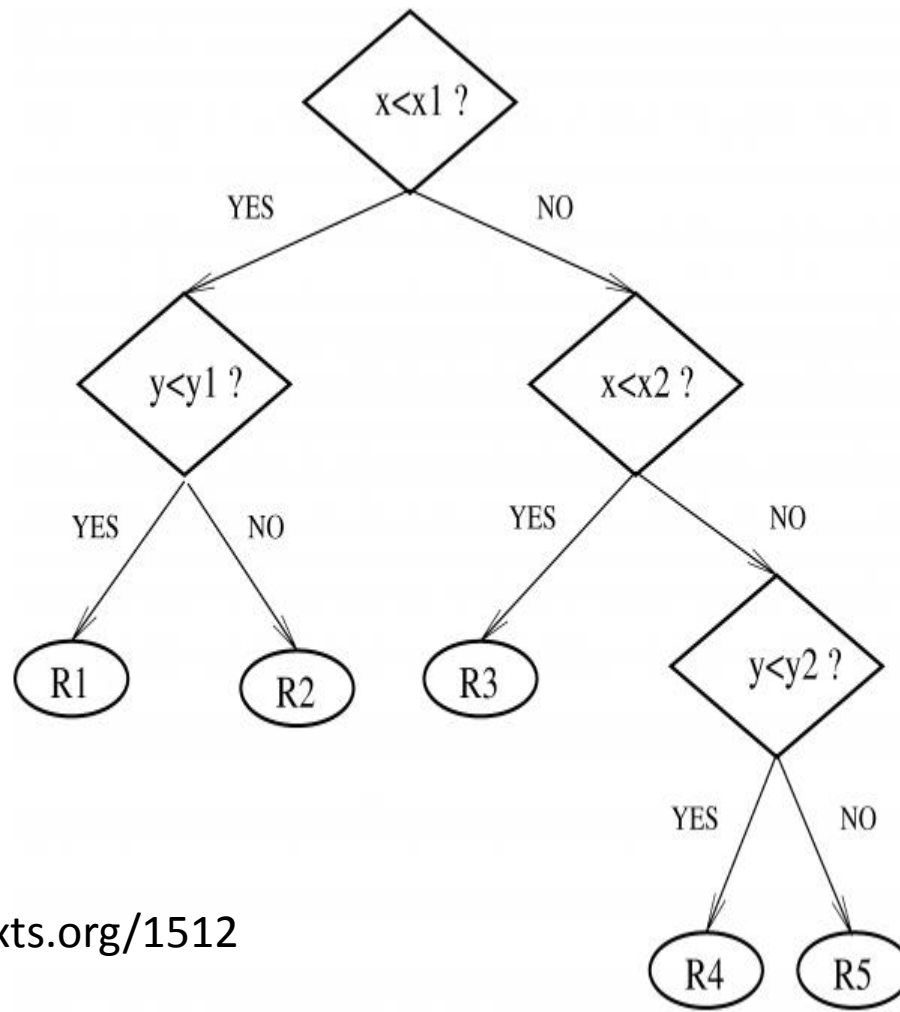 x<x1 ?
YES
NO
y<y1 ?
x<x2 ?
YES
NO
YES
NO
R1
R2
R3
y<y2 ?
YES
NO
xts.org/1512
R4
R5